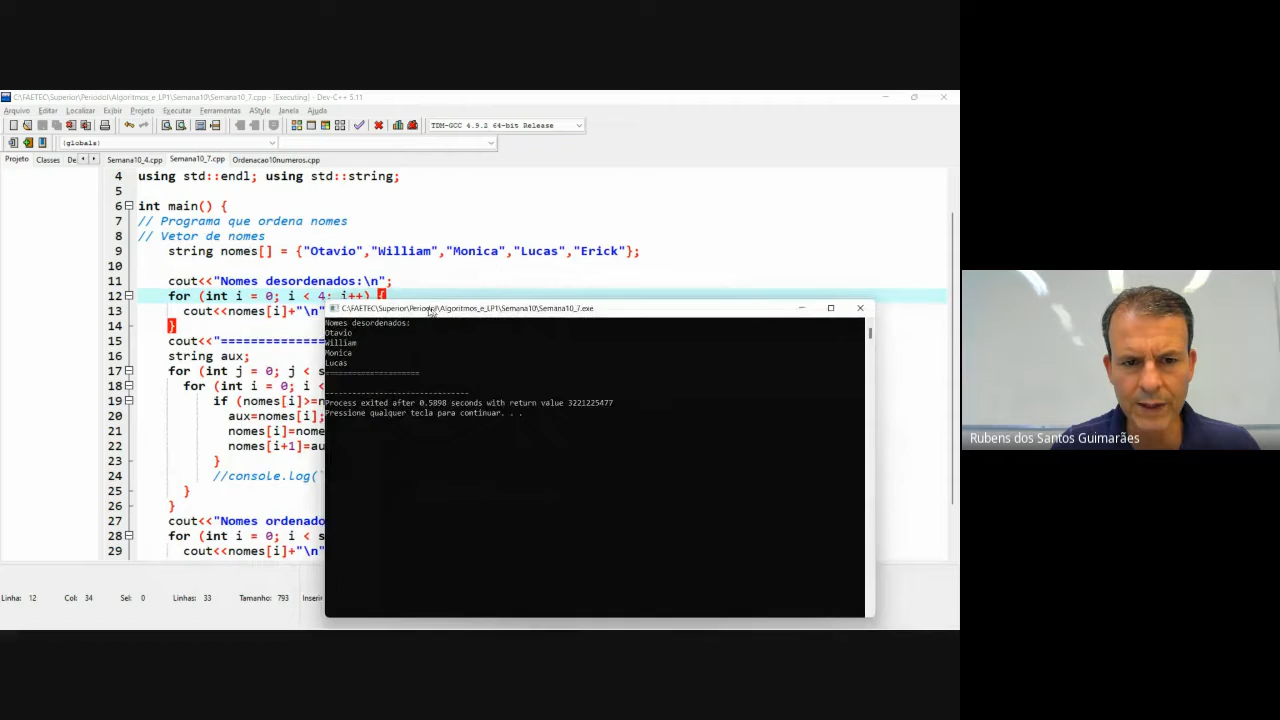 C:\FAETEC\Superior\PeriodoI\Algoritmos_e_LP1\Semana10\Semana10_7.cpp - [Executing] - Dev-C++ 5.11
Arquivo Editar Localizar Exibir Projeto Executar Ferramentas AStyle Janela Ajuda
TDM-GCC 4.9.2 64-bit Release
(globals)
Projeto Classes De
Semana10_4.cpp Semana10_7.cpp Ordenacao10numeros.cpp
4 using std::endl; using std::string;
5
6 int main() {
7 // Programa que ordena nomes
8 // Vetor de nomes
9 string nomes[] = {"Otavio","William","Monica","Lucas","Erick"};
10
11 cout<<"Nomes desordenados:\n";
12 for (int i = 0; i < 4; i++) {
13 cout<<nomes[i]+"\n"
14 }
15 cout<<"==============
16 string aux;
17 for (int j = 0; j < s
18 for (int i = 0; i <
19 if (nomes[i]>=n
20 aux=nomes[i];
21 nomes[i]=nome
22 nomes[i+1]=au
23 }
24 //console.log(`
25 }
26 }
27 cout<<"Nomes ordenado
28 for (int i = 0; i < s
29 cout<<nomes[i]+"\n"
C:\FAETEC\Superior\PeriodoI\Algoritmos_e_LP1\Semana10\Semana10_7.exe
Nomes desordenados:
Otavio
William
Monica
Lucas
=====================
--------------------------------
Process exited after 0.5898 seconds with return value 3221225477
Pressione qualquer tecla para continuar. . .
Linha: 12 Col: 34 Sel: 0 Linhas: 33 Tamanho: 793 Inseri
Rubens dos Santos Guimarães